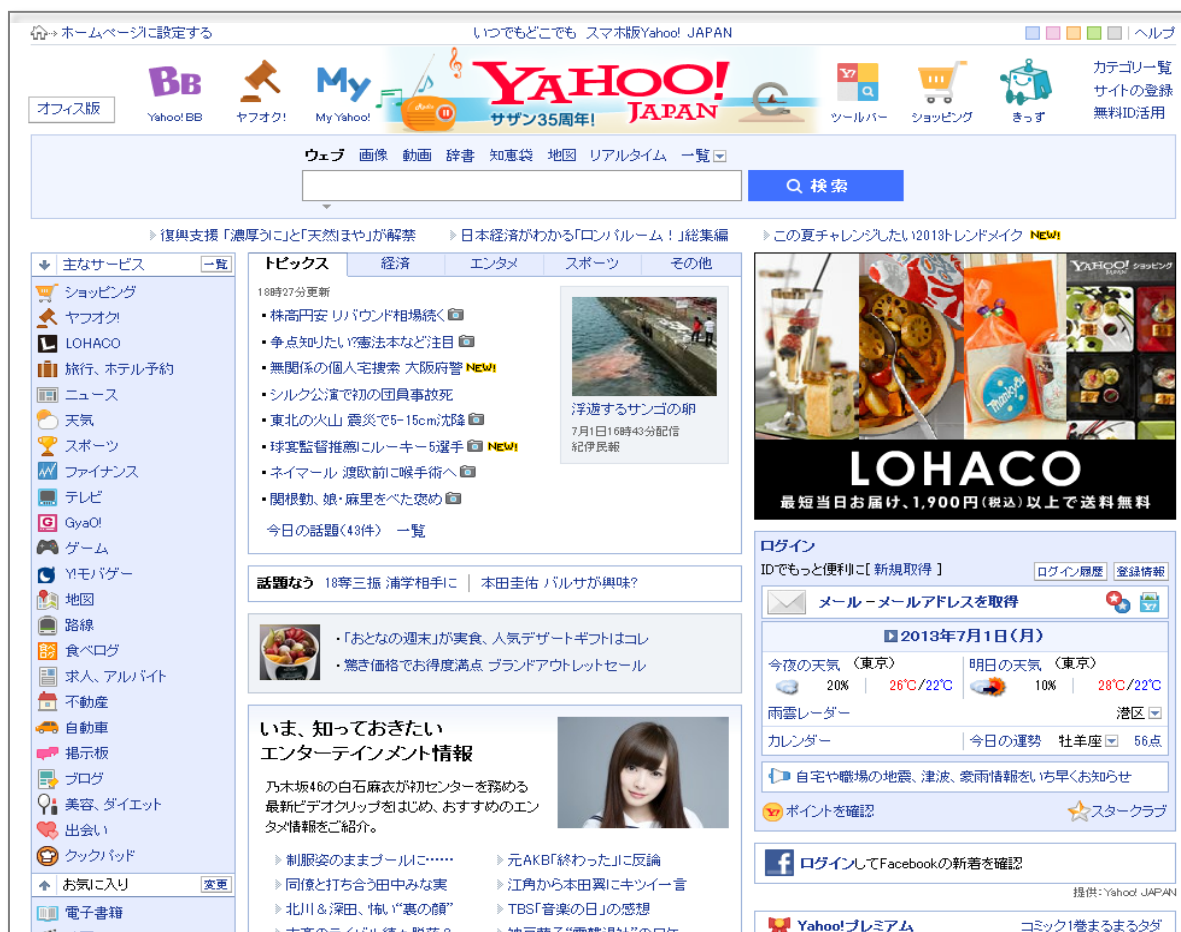 ホームページに設定する
いつでもどこでも スマホ版Yahoo! JAPAN
ヘルプ
オフィス版
BB
Yahoo! BB
ヤフオク!
My
My Yahoo!
YAHOO!
JAPAN
サザン35周年!
ツールバー
ショッピング
きっず
カテゴリ一覧
サイトの登録
無料ID活用
ウェブ 画像 動画 辞書 知恵袋 地図 リアルタイム 一覧
検索
復興支援「濃厚うに」と「天然ほや」が解禁
日本経済がわかる「ロンバルーム!」総集編
この夏チャレンジしたい2013トレンドメイク NEW!
主なサービス 一覧
ショッピング
ヤフオク!
LOHACO
旅行、ホテル予約
ニュース
天気
スポーツ
ファイナンス
テレビ
GyaO!
ゲーム
Y!モバゲー
地図
路線
食べログ
求人、アルバイト
不動産
自動車
掲示板
ブログ
美容、ダイエット
出会い
クックパッド
お気に入り 変更
電子書籍
トピックス 経済 エンタメ スポーツ その他
18時27分更新
株高円安 リバウンド相場続く
争点知りたい?憲法本など注目
無関係の個人宅捜索 大阪府警 NEW!
シルク公演で初の団員事故死
東北の火山 震災で5-15cm沈降
球宴監督推薦にルーキー5選手 NEW!
ネイマール 渡欧前に喉手術へ
関根勤、娘・麻里をべた褒め
今日の話題(43件) 一覧
浮遊するサンゴの卵
7月1日16時43分配信
紀伊民報
話題なう 18奪三振 浦学相手に 本田圭佑 バルサが興味?
・「おとなの週末」が実食、人気デザートギフトはコレ
・驚き価格でお得度満点 ブランドアウトレットセール
いま、知っておきたい
エンターテインメント情報
乃木坂46の白石麻衣が初センターを務める
最新ビデオクリップをはじめ、おすすめのエン
タメ情報をご紹介。
制服姿のままプールに……
元AKB「終わった」に反論
同僚と打ち合う田中みな実
江角から本田翼にキツイ一言
北川&深田、怖い“裏の顔”
TBS「音楽の日」の感想
YAHOO! ショッピング
JAPAN
Thankyou
LOHACO
最短当日お届け、1,900円(税込)以上で送料無料
ログイン
IDでもっと便利に[ 新規取得 ]
ログイン履歴 登録情報
メール - メールアドレスを取得
2013年7月1日(月)
今夜の天気 (東京) 明日の天気 (東京)
20% 26℃/22℃ 10% 28℃/22℃
雨雲レーダー 港区
カレンダー 今日の運勢 牡羊座 56点
自宅や職場の地震、津波、豪雨情報をいち早くお知らせ
ポイントを確認 スタークラブ
ログインしてFacebookの新着を確認
提供:Yahoo! JAPAN
Yahoo!プレミアム コミック1巻まるまるタダ